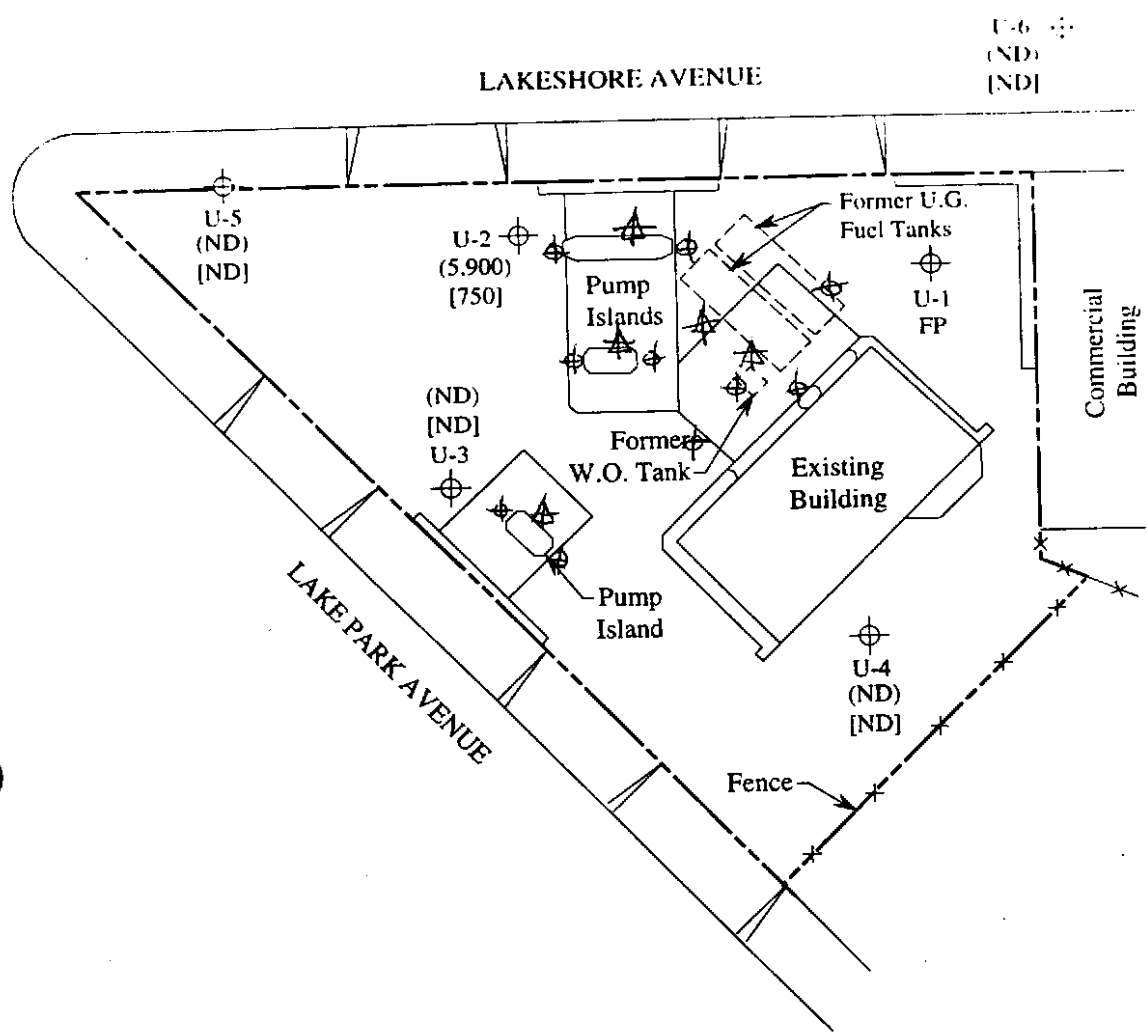 U-6
(ND)
[ND]
LAKESHORE AVENUE
Former U.G.
Fuel Tanks
U-5
(ND)
[ND]
U-2
(5,900)
[750]
Pump
Islands
U-1
FP
Commercial
Building
(ND)
[ND]
U-3
Former
W.O. Tank
Existing
Building
LAKE PARK AVENUE
Pump
Island
U-4
(ND)
[ND]
Fence